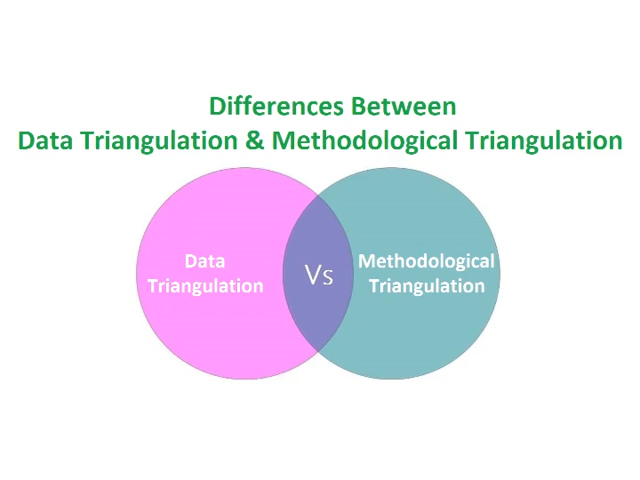 Differences Between
Data Triangulation & Methodological Triangulation
Data
Triangulation
Vs
Methodological
Triangulation